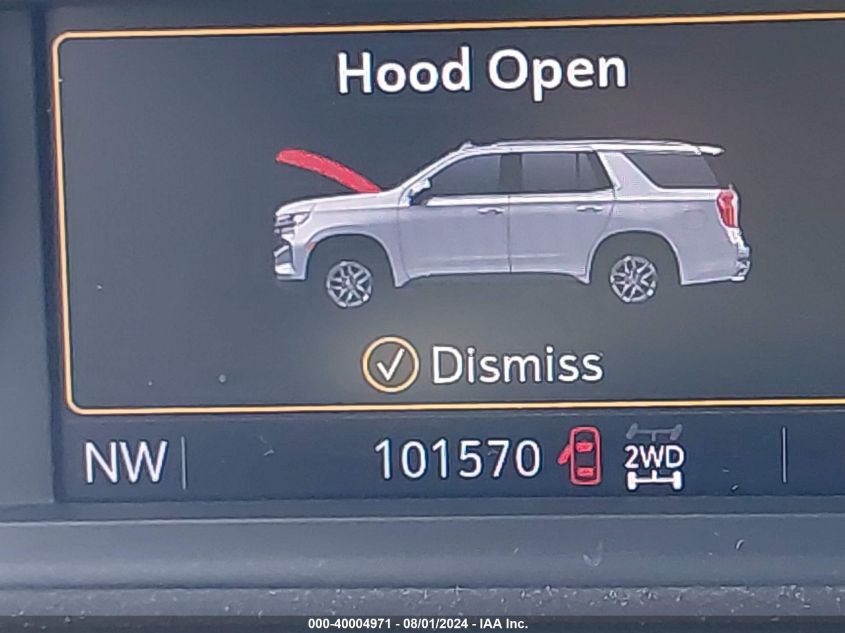 Hood Open
Dismiss
NW 101570 2WD
000-40004971 - 08/01/2024 - IAA Inc.